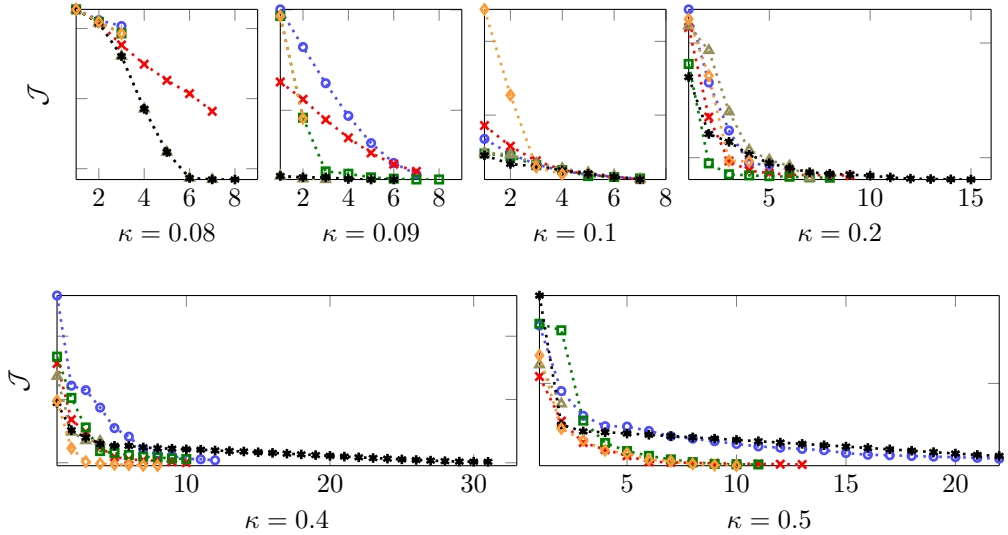 𝒥
2 4 6 8 2 4 6 8 2 4 6 5 10 15
κ = 0.08 κ = 0.09 κ = 0.1 κ = 0.2
𝒥
10 20 30 5 10 15 20
κ = 0.4 κ = 0.5